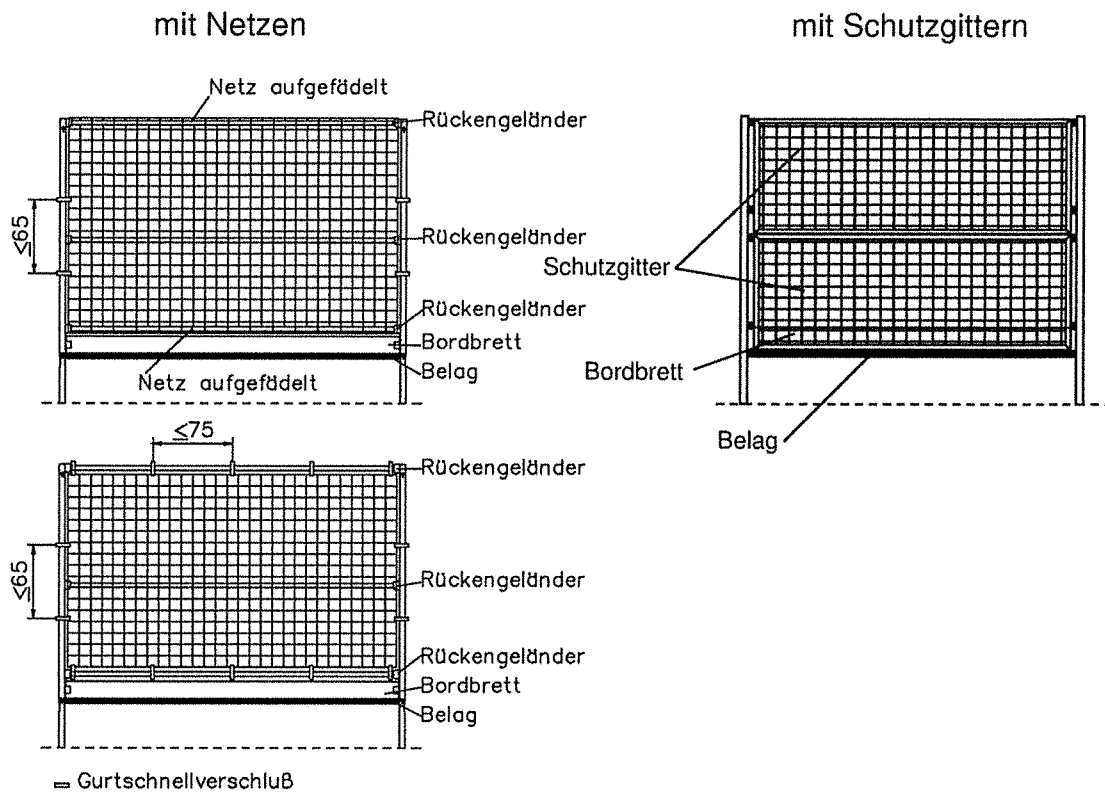 mit Netzen
mit Schutzgittern
Netz aufgefädelt
Rückengeländer
≤65
Rückengeländer
Rückengeländer
Bordbrett
Netz aufgefädelt
Belag
Schutzgitter
Bordbrett
Belag
≤75
Rückengeländer
≤65
Rückengeländer
Rückengeländer
Bordbrett
Belag
Gurtschnellverschluß